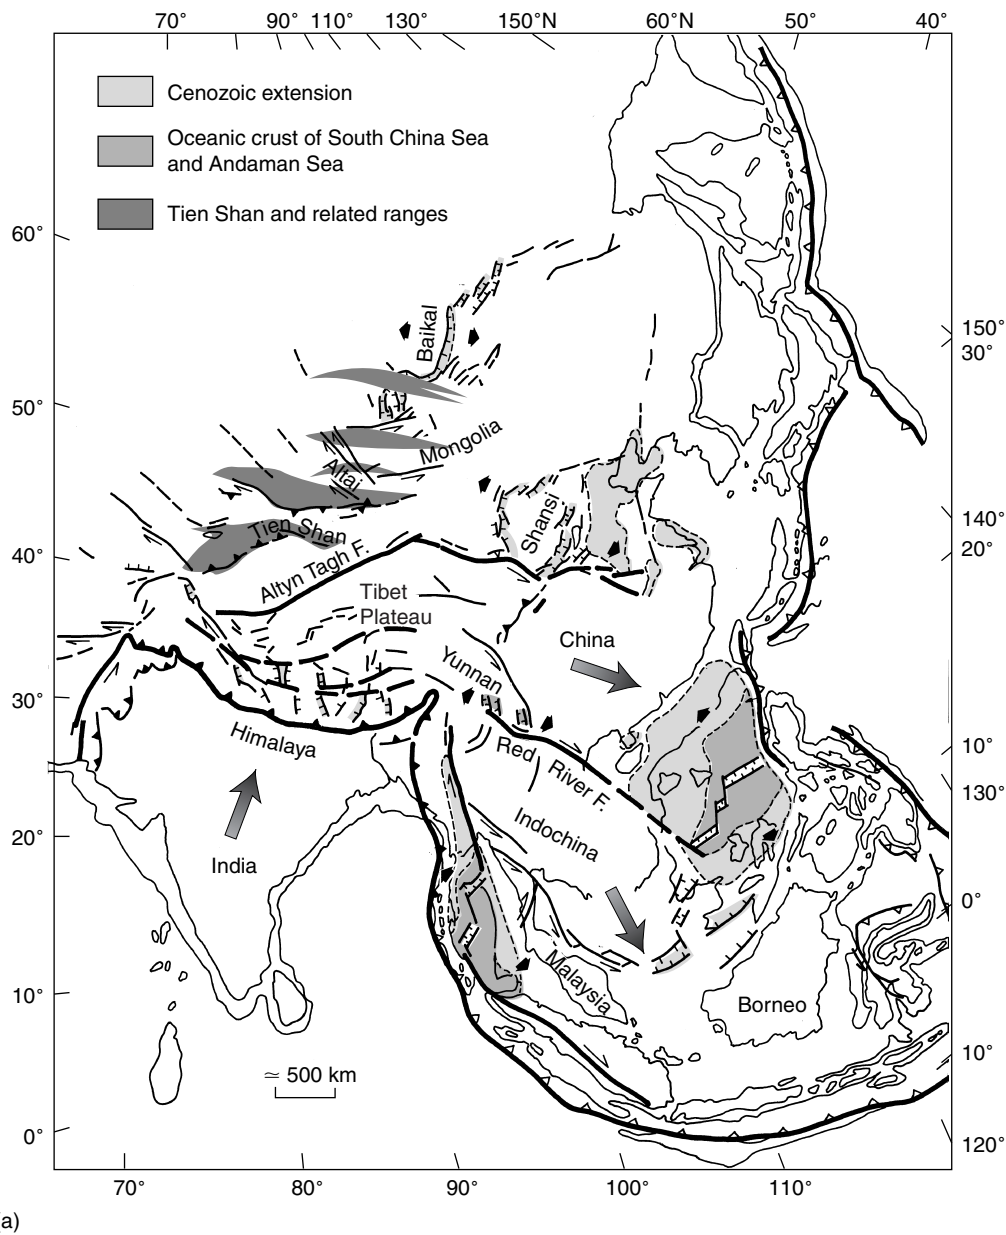 70° 90° 110° 130° 150°N 60°N 50° 40°
Cenozoic extension
Oceanic crust of South China Sea
and Andaman Sea
Tien Shan and related ranges
60°
Baikal
150°
30°
50°
Mongolia
Altai
Shansi
140°
20°
Tien Shan
40°
Altyn Tagh F.
Tibet
Plateau
China
Yunnan
30°
Himalaya
Red River F.
10°
130°
Indochina
20°
India
0°
Malaysia
10°
Borneo
10°
≃ 500 km
0°
120°
70° 80° 90° 100° 110°
a)